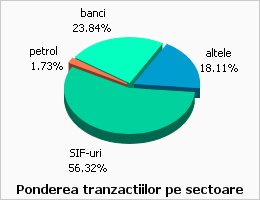 banci
23.84%
petrol
1.73%
altele
18.11%
SIF-uri
56.32%
Ponderea tranzactiilor pe sectoare